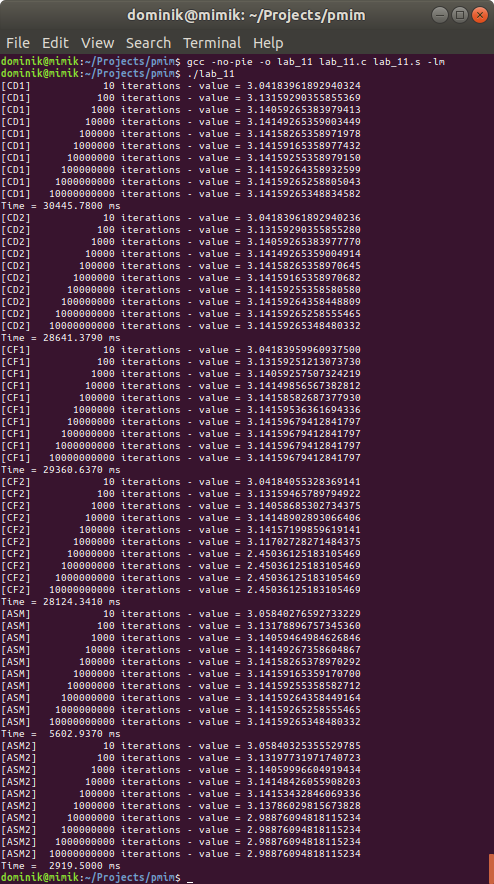 dominik@mimik: ~/Projects/pmim
File Edit View Search Terminal Help
dominik@mimik:~/Projects/pmim$ gcc -no-pie -o lab_11 lab_11.c lab_11.s -lm
dominik@mimik:~/Projects/pmim$ ./lab_11
[CD1] 10 iterations - value = 3.04183961892940324
[CD1] 100 iterations - value = 3.13159290355855369
[CD1] 1000 iterations - value = 3.14059265383979413
[CD1] 10000 iterations - value = 3.14149265359003449
[CD1] 100000 iterations - value = 3.14158265358971978
[CD1] 1000000 iterations - value = 3.14159165358977432
[CD1] 10000000 iterations - value = 3.14159255358979150
[CD1] 100000000 iterations - value = 3.14159264358932599
[CD1] 1000000000 iterations - value = 3.14159265258805043
[CD1] 10000000000 iterations - value = 3.14159265348834582
Time = 30445.7800 ms
[CD2] 10 iterations - value = 3.04183961892940236
[CD2] 100 iterations - value = 3.13159290355855280
[CD2] 1000 iterations - value = 3.14059265383977770
[CD2] 10000 iterations - value = 3.14149265359004914
[CD2] 100000 iterations - value = 3.14158265358970645
[CD2] 1000000 iterations - value = 3.14159165358970682
[CD2] 10000000 iterations - value = 3.14159255358580580
[CD2] 100000000 iterations - value = 3.14159264358448809
[CD2] 1000000000 iterations - value = 3.14159265258555465
[CD2] 10000000000 iterations - value = 3.14159265348480332
Time = 28641.3790 ms
[CF1] 10 iterations - value = 3.04183959960937500
[CF1] 100 iterations - value = 3.13159251213073730
[CF1] 1000 iterations - value = 3.14059257507324219
[CF1] 10000 iterations - value = 3.14149856567382812
[CF1] 100000 iterations - value = 3.14158582687377930
[CF1] 1000000 iterations - value = 3.14159536361694336
[CF1] 10000000 iterations - value = 3.14159679412841797
[CF1] 100000000 iterations - value = 3.14159679412841797
[CF1] 1000000000 iterations - value = 3.14159679412841797
[CF1] 10000000000 iterations - value = 3.14159679412841797
Time = 29360.6370 ms
[CF2] 10 iterations - value = 3.04184055328369141
[CF2] 100 iterations - value = 3.13159465789794922
[CF2] 1000 iterations - value = 3.14058685302734375
[CF2] 10000 iterations - value = 3.14148902893066406
[CF2] 100000 iterations - value = 3.14157199859619141
[CF2] 1000000 iterations - value = 3.11702728271484375
[CF2] 10000000 iterations - value = 2.45036125183105469
[CF2] 100000000 iterations - value = 2.45036125183105469
[CF2] 1000000000 iterations - value = 2.45036125183105469
[CF2] 10000000000 iterations - value = 2.45036125183105469
Time = 28124.3410 ms
[ASM] 10 iterations - value = 3.05840276592733229
[ASM] 100 iterations - value = 3.13178896757345360
[ASM] 1000 iterations - value = 3.14059464984626846
[ASM] 10000 iterations - value = 3.14149267358604867
[ASM] 100000 iterations - value = 3.14158265378970292
[ASM] 1000000 iterations - value = 3.14159165359170700
[ASM] 10000000 iterations - value = 3.14159255358582712
[ASM] 100000000 iterations - value = 3.14159264358449164
[ASM] 1000000000 iterations - value = 3.14159265258555465
[ASM] 10000000000 iterations - value = 3.14159265348480332
Time = 5602.9370 ms
[ASM2] 10 iterations - value = 3.05840325355529785
[ASM2] 100 iterations - value = 3.13197731971740723
[ASM2] 1000 iterations - value = 3.14059996604919434
[ASM2] 10000 iterations - value = 3.14148426055908203
[ASM2] 100000 iterations - value = 3.14153432846069336
[ASM2] 1000000 iterations - value = 3.13786029815673828
[ASM2] 10000000 iterations - value = 2.98876094818115234
[ASM2] 100000000 iterations - value = 2.98876094818115234
[ASM2] 1000000000 iterations - value = 2.98876094818115234
[ASM2] 10000000000 iterations - value = 2.98876094818115234
Time = 2919.5000 ms
dominik@mimik:~/Projects/pmim$